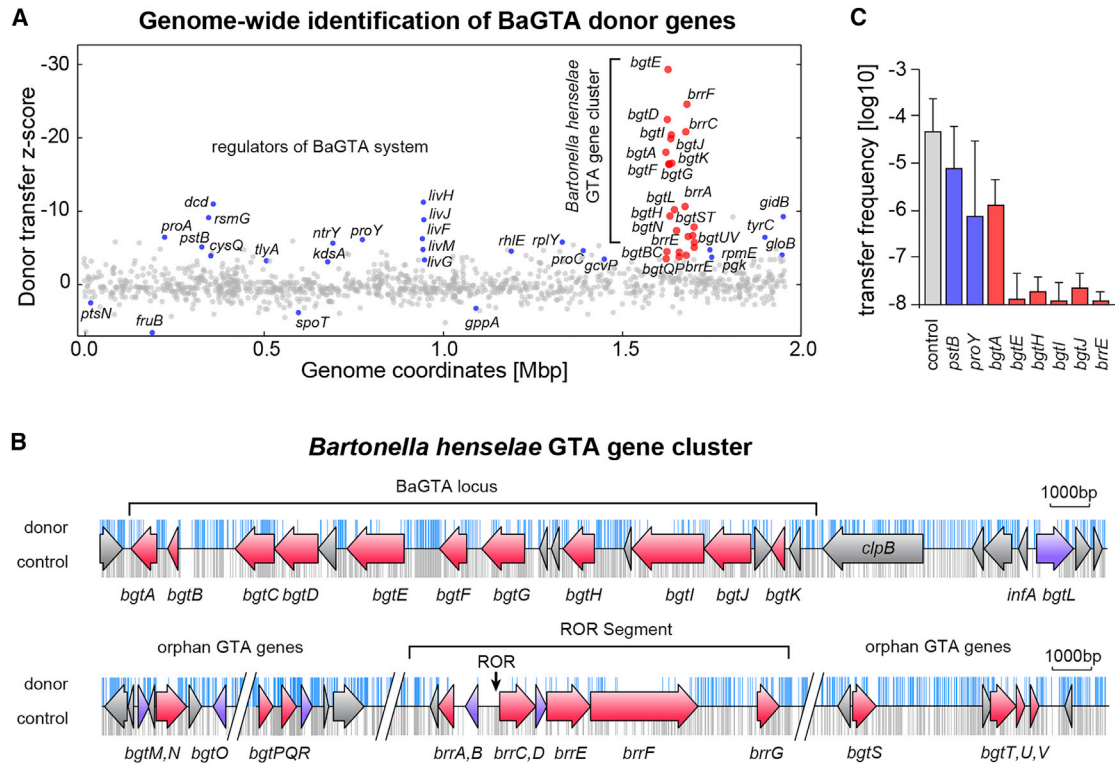 A
Genome-wide identification of BaGTA donor genes
Donor transfer z-score
-30
-20
-10
0
regulators of BaGTA system
Bartonella henselae
GTA gene cluster
bgtE
brrF
bgtD
brrC
bgtI
bgtJ
bgtA
bgtK
bgtF
bgtG
bgtL
brrA
bgtH
bgtST
bgtN
brrE
bgtUV
bgtBC
rpmE
bgtQP
brrE
pgk
gidB
tyrC
gloB
dcd
rsmG
proA
pstB
cysQ
tlyA
ntrY
proY
kdsA
livH
livJ
livF
livM
livG
rhlE
rplY
proC
gcvP
ptsN
fruB
spoT
gppA
0
0.5
1.0
1.5
2.0
Genome coordinates [Mbp]
C
transfer frequency [log10]
-3
-4
-5
-6
-7
-8
control
pstB
proY
bgtA
bgtE
bgtH
bgtI
bgtJ
brrE
B
Bartonella henselae GTA gene cluster
BaGTA locus
1000bp
donor
control
clpB
bgtA bgtB bgtC bgtD bgtE bgtF bgtG bgtH bgtI bgtJ bgtK infA bgtL
orphan GTA genes
ROR Segment
orphan GTA genes
ROR
1000bp
donor
control
bgtM,N bgtO bgtPQR brrA,B brrC,D brrE brrF brrG bgtS bgtT,U,V